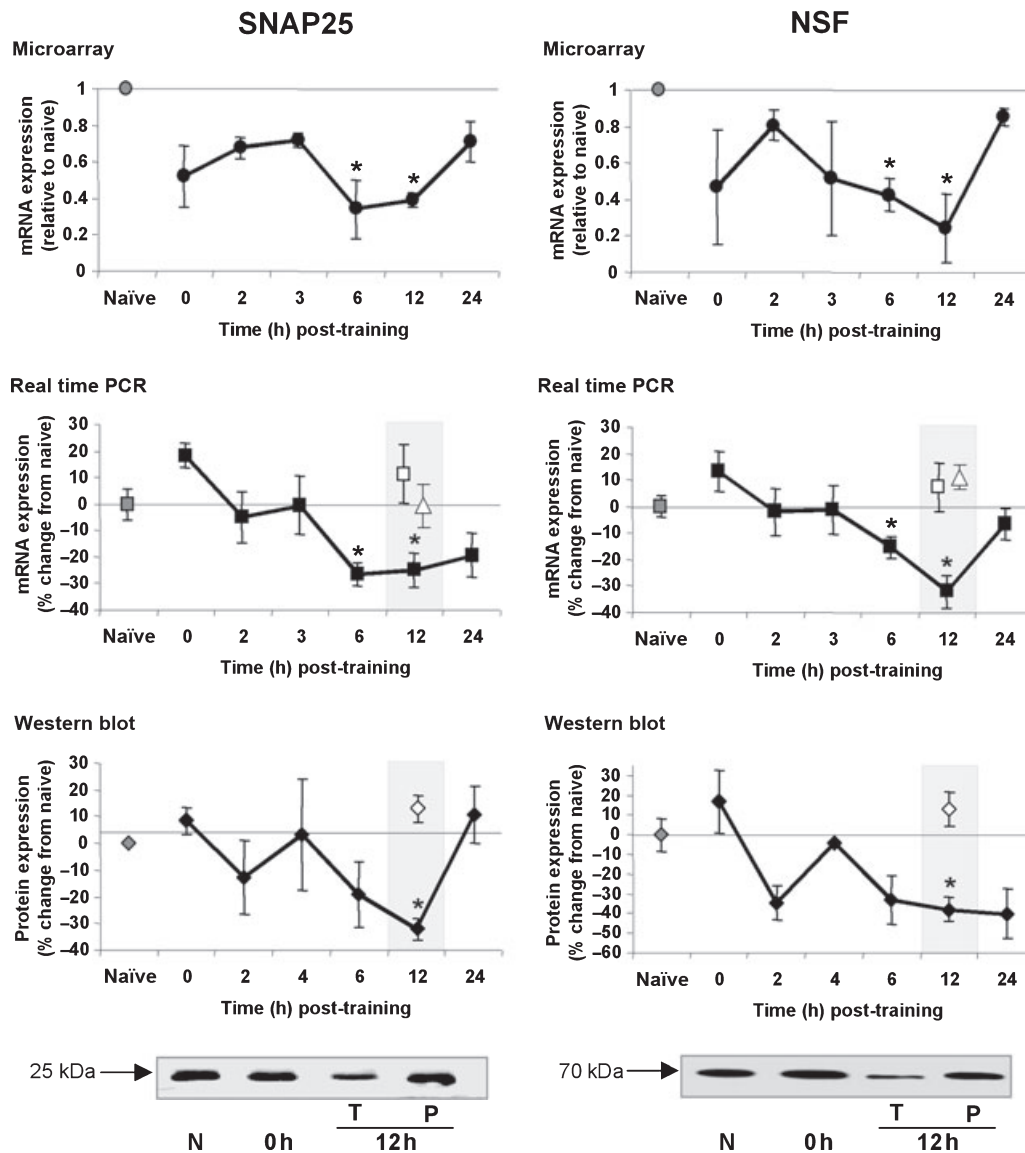 SNAP25
NSF
Microarray
Microarray
mRNA expression
(relative to naive)
1
0.8
0.6
0.4
0.2
0
* *
Naïve 0 2 3 6 12 24
Time (h) post-training
mRNA expression
(relative to naive)
1
0.8
0.6
0.4
0.2
0
* *
Naïve 0 2 3 6 12 24
Time (h) post-training
Real time PCR
Real time PCR
mRNA expression
(% change from naive)
30
20
10
0
–10
–20
–30
–40
* *
Naïve 0 2 3 6 12 24
Time (h) post-training
mRNA expression
(% change from naive)
30
20
10
0
–10
–20
–30
–40
* *
Naïve 0 2 3 6 12 24
Time (h) post-training
Western blot
Western blot
Protein expression
(% change from naive)
30
20
10
0
–10
–20
–30
–40
*
Naïve 0 2 4 6 12 24
Time (h) post-training
Protein expression
(% change from naive)
30
20
10
0
–10
–20
–30
–40
–50
–60
*
Naïve 0 2 4 6 12 24
Time (h) post-training
25 kDa
T P
N 0h 12h
70 kDa
T P
N 0h 12h